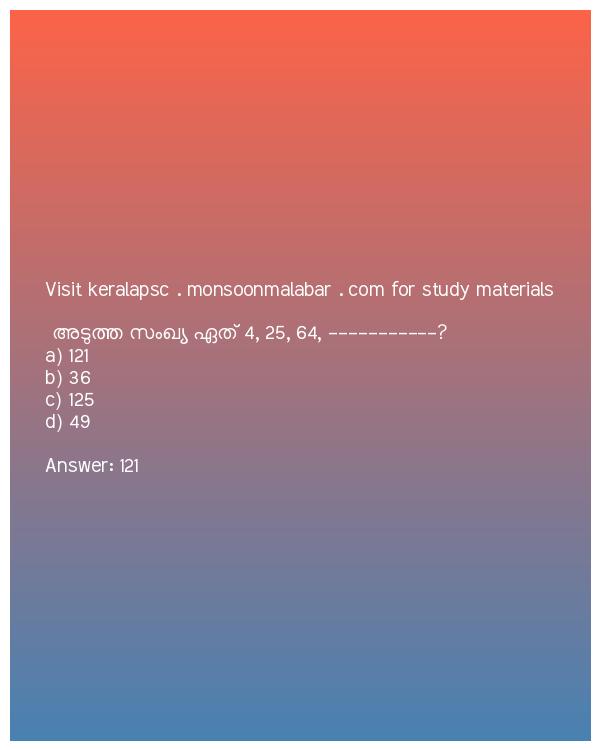 Visit keralapsc . monsoonmalabar . com for study materials
അടുത്ത സംഖ്യ ഏത് 4, 25, 64, -----------?
a) 121
b) 36
c) 125
d) 49
Answer: 121